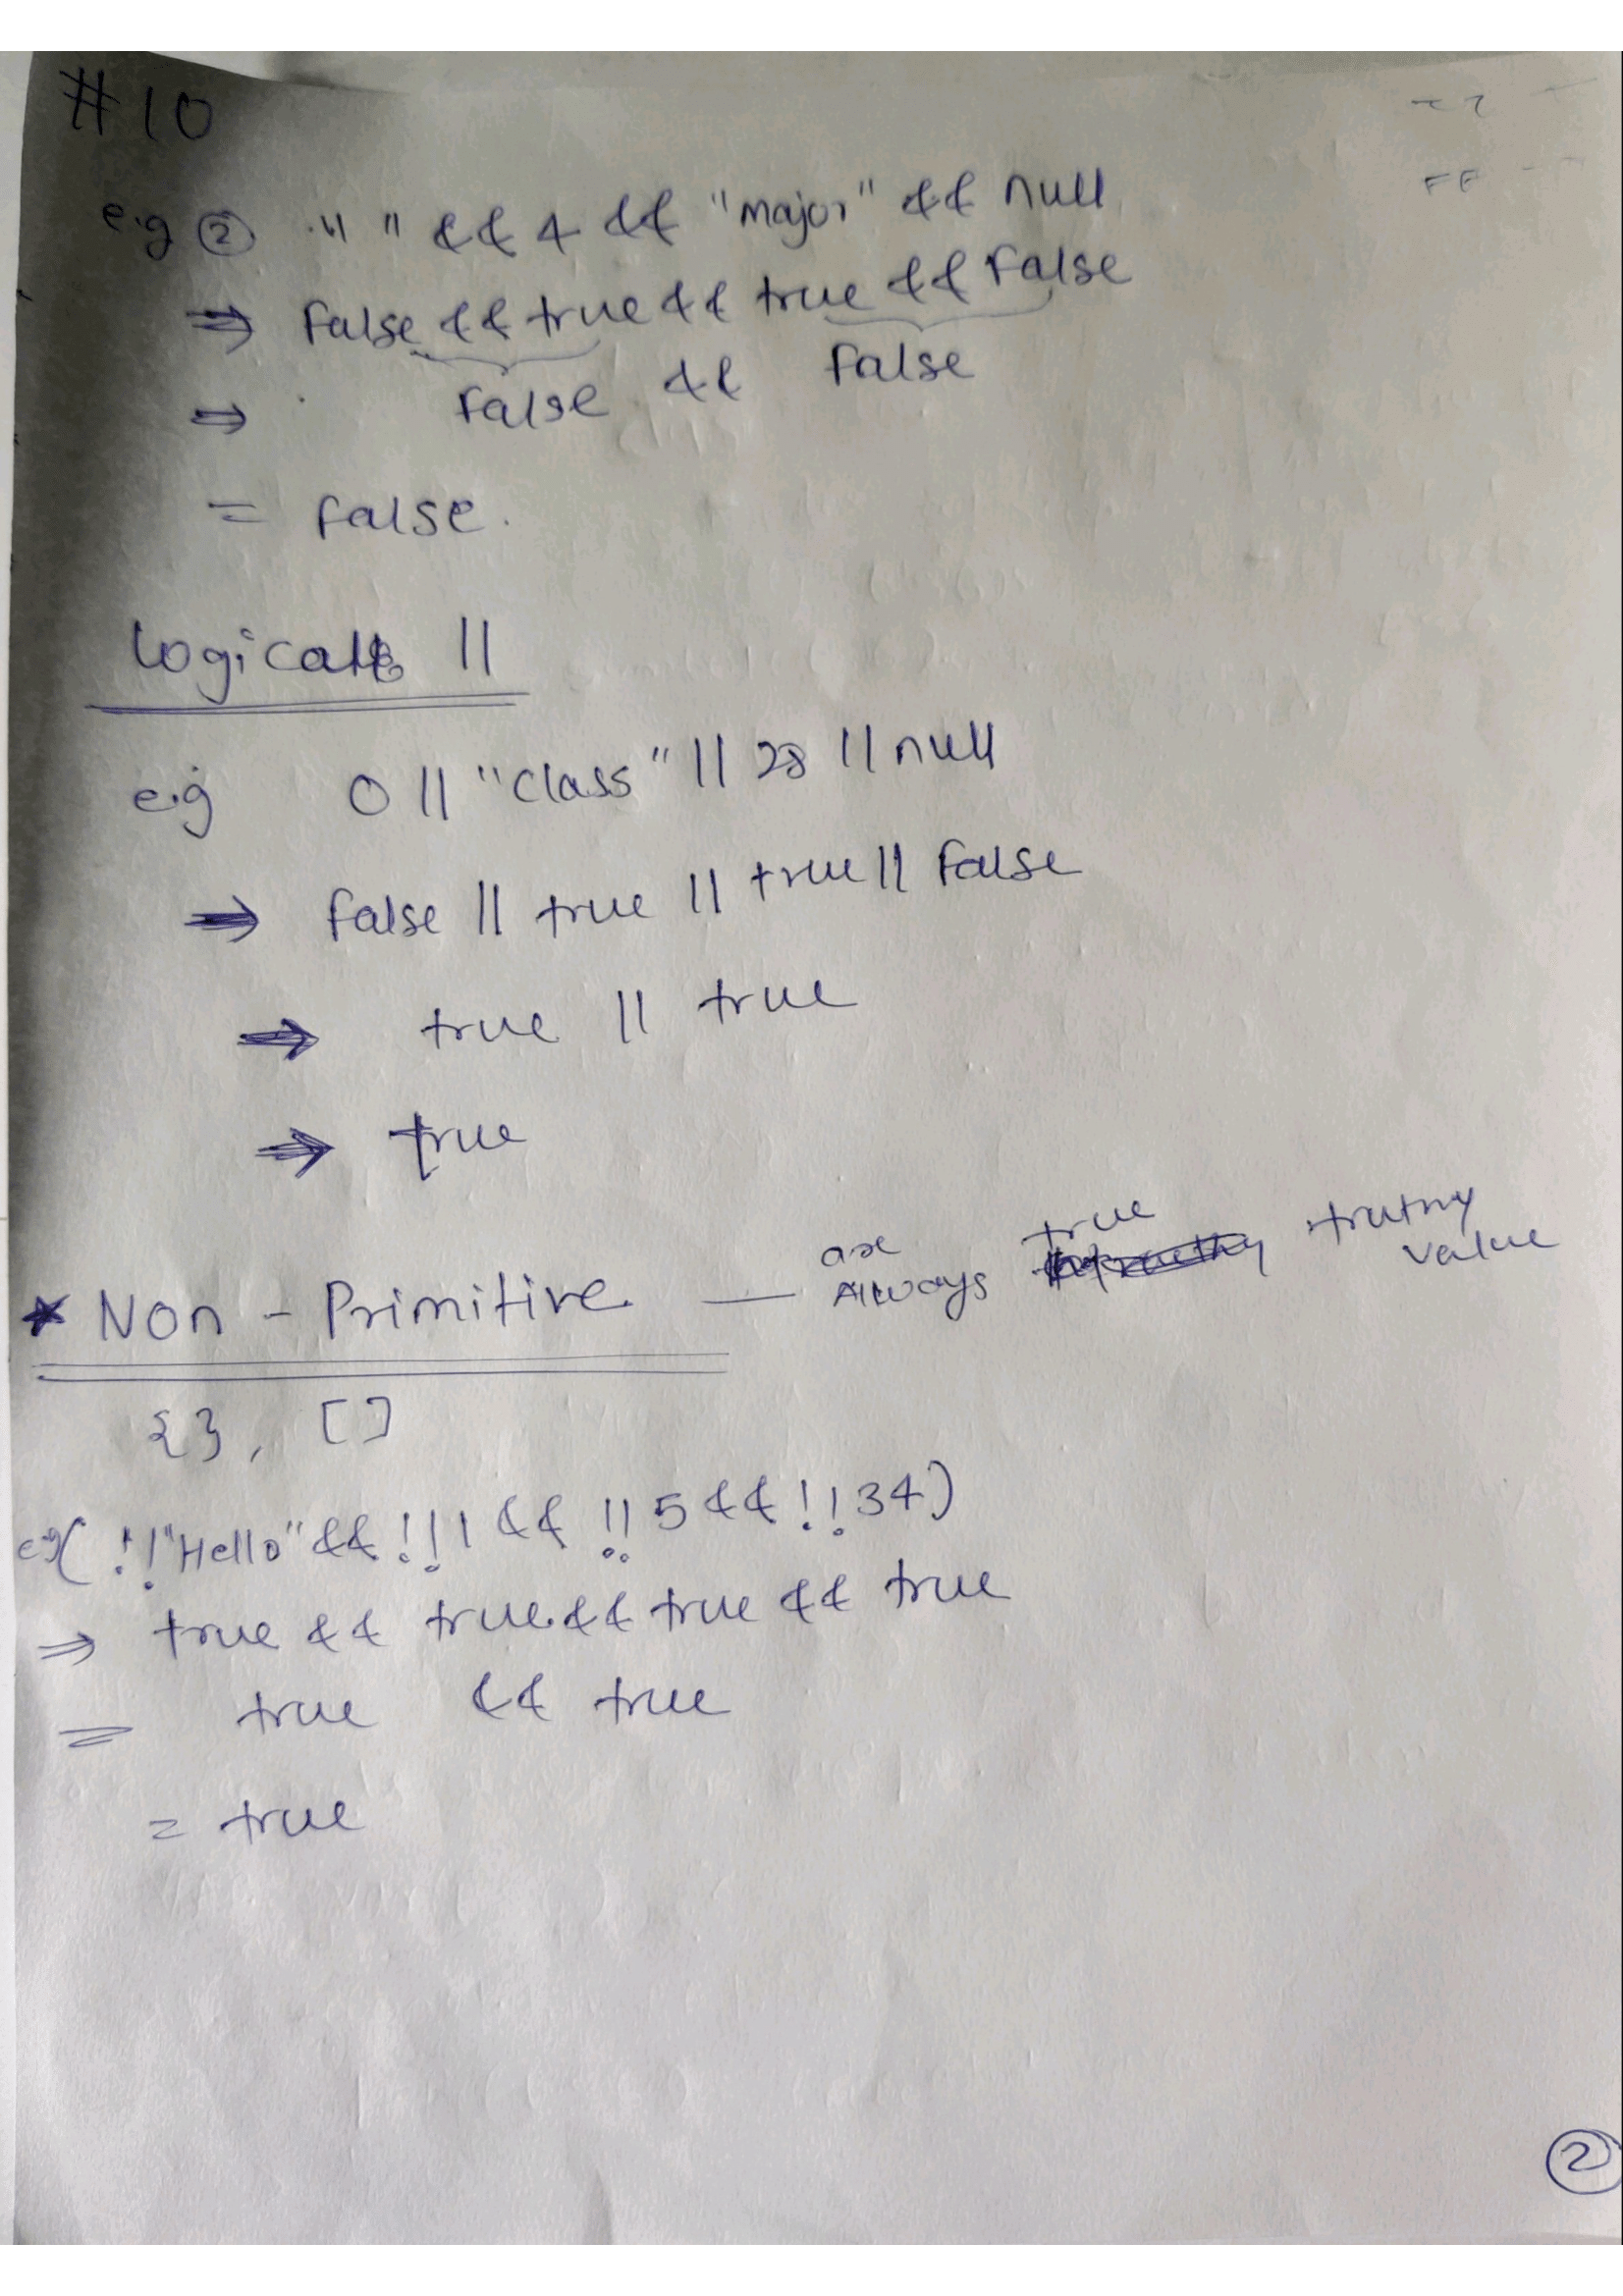 #10
e.g ② " " && 4 && "major" && null
⇒ false && true && true && false
⇒ false && false
= false.
logical ||
e.g 0 || "class" || 28 || null
⇒ false || true || true || false
⇒ true || true
⇒ true
* Non - Primitive — are Always true truthy value
{}, []
eg( !!"Hello" && !!1 && !!5 && !!34)
⇒ true && true && true && true
= true && true
= true
②